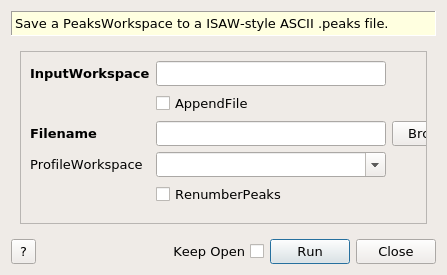 Save a PeaksWorkspace to a ISAW-style ASCII .peaks file.
InputWorkspace
AppendFile
Filename Bro
ProfileWorkspace
RenumberPeaks
? Keep Open Run Close